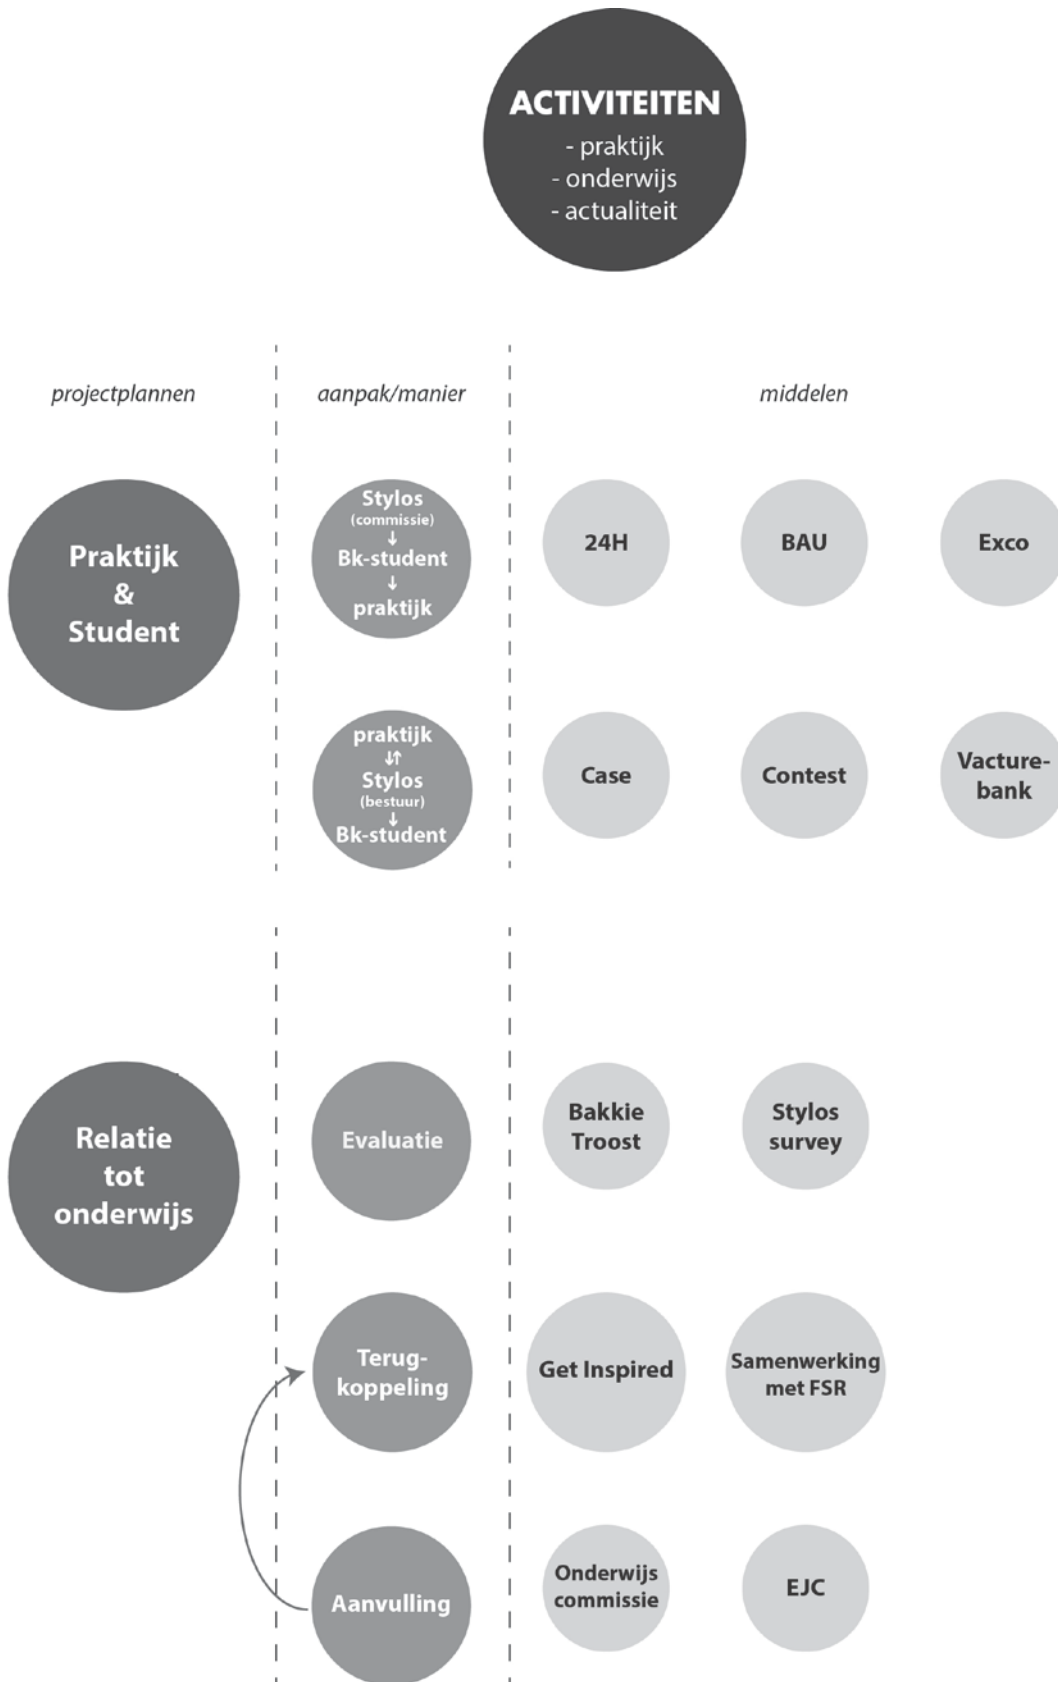 ACTIVITEITEN
- praktijk
- onderwijs
- actualiteit
projectplannen
aanpak/manier
middelen
Praktijk
&
Student
Stylos
(commissie)
↓
Bk-student
↓
praktijk
24H
BAU
Exco
praktijk
↓↑
Stylos
(bestuur)
↓
Bk-student
Case
Contest
Vacture-
bank
Relatie
tot
onderwijs
Evaluatie
Bakkie
Troost
Stylos
survey
Terug-
koppeling
Get Inspired
Samenwerking
met FSR
Aanvulling
Onderwijs
commissie
EJC